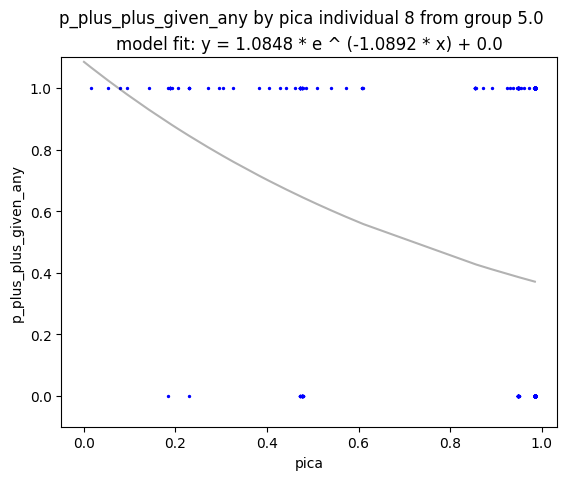 p_plus_plus_given_any by pica individual 8 from group 5.0
model fit: y = 1.0848 * e ^ (-1.0892 * x) + 0.0
1.0
0.8
0.6
0.4
0.2
0.0
p_plus_plus_given_any
0.0 0.2 0.4 0.6 0.8 1.0
pica